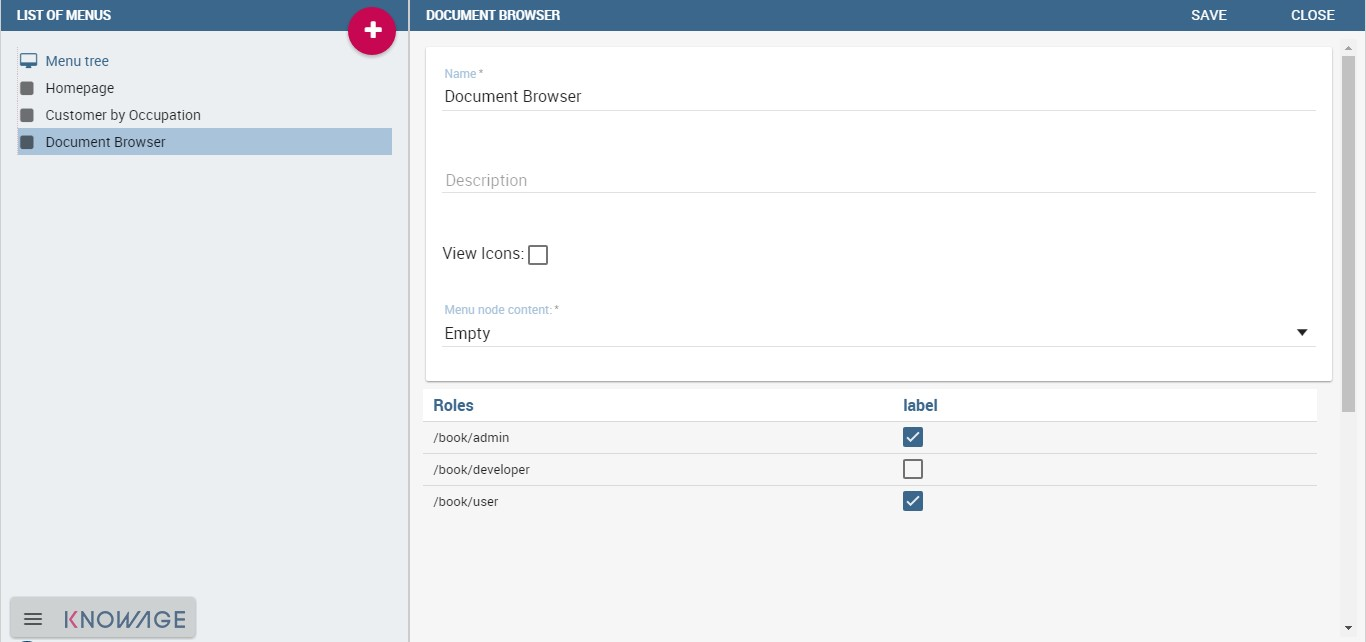 LIST OF MENUS
+
Menu tree
Homepage
Customer by Occupation
Document Browser
KNOWAGE
DOCUMENT BROWSER SAVE CLOSE
Name *
Document Browser
Description
View Icons:
Menu node content: *
Empty
Roles label
/book/admin
/book/developer
/book/user